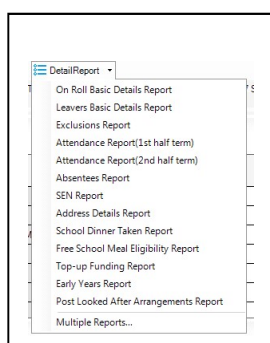 DetailReport
On Roll Basic Details Report
Leavers Basic Details Report
Exclusions Report
Attendance Report(1st half term)
Attendance Report(2nd half term)
Absentees Report
SEN Report
Address Details Report
School Dinner Taken Report
Free School Meal Eligibility Report
Top-up Funding Report
Early Years Report
Post Looked After Arrangements Report
Multiple Reports...